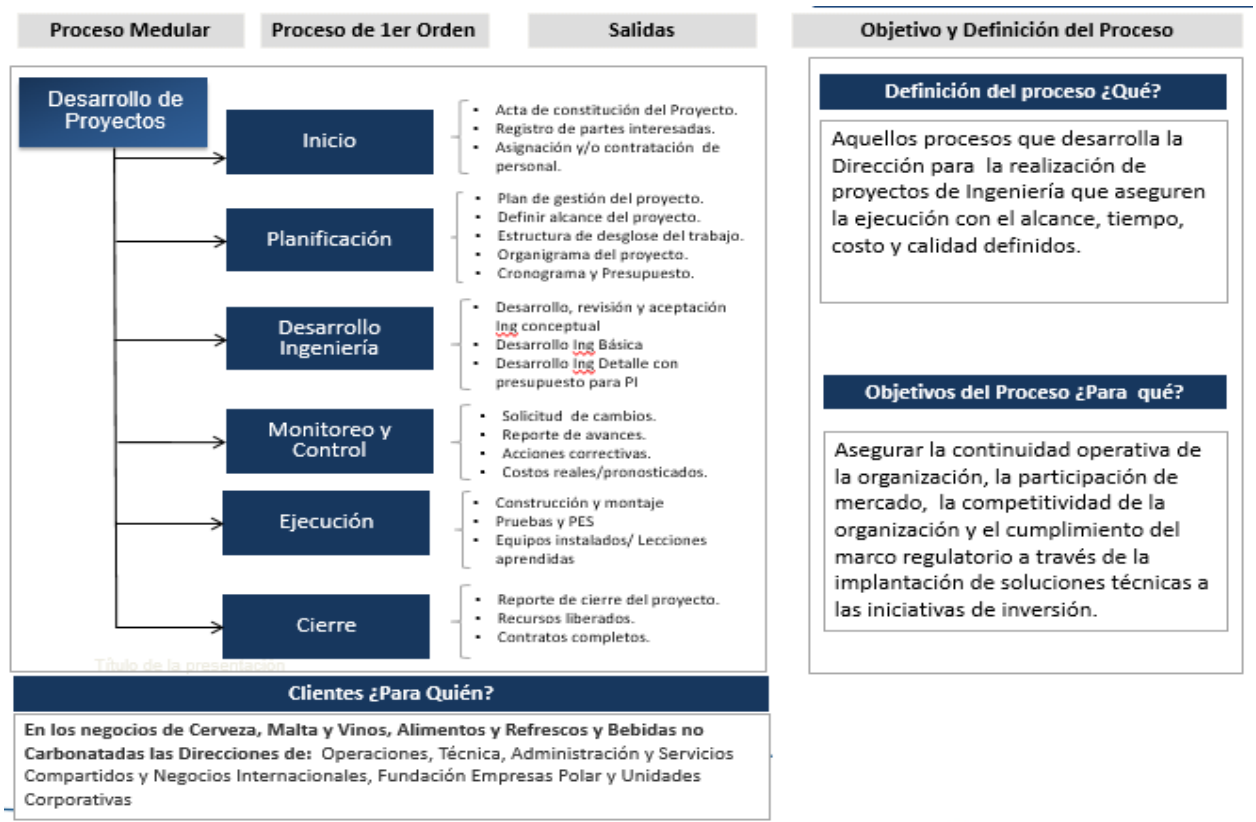 Proceso Medular
Proceso de 1er Orden
Salidas
Objetivo y Definición del Proceso
Desarrollo de
Proyectos
Inicio
▪ Acta de constitución del Proyecto.
▪ Registro de partes interesadas.
▪ Asignación y/o contratación de
personal.
Planificación
▪ Plan de gestión del proyecto.
▪ Definir alcance del proyecto.
▪ Estructura de desglose del trabajo.
▪ Organigrama del proyecto.
▪ Cronograma y Presupuesto.
Desarrollo
Ingeniería
▪ Desarrollo, revisión y aceptación
Ing conceptual
▪ Desarrollo Ing Básica
▪ Desarrollo Ing Detalle con
presupuesto para PI
Monitoreo y
Control
▪ Solicitud de cambios.
▪ Reporte de avances.
▪ Acciones correctivas.
▪ Costos reales/pronosticados.
Ejecución
▪ Construcción y montaje
▪ Pruebas y PES
▪ Equipos instalados/ Lecciones
aprendidas
Cierre
▪ Reporte de cierre del proyecto.
▪ Recursos liberados.
▪ Contratos completos.
Título de la presentación
Definición del proceso ¿Qué?
Aquellos procesos que desarrolla la
Dirección para la realización de
proyectos de Ingeniería que aseguren
la ejecución con el alcance, tiempo,
costo y calidad definidos.
Objetivos del Proceso ¿Para qué?
Asegurar la continuidad operativa de
la organización, la participación de
mercado, la competitividad de la
organización y el cumplimiento del
marco regulatorio a través de la
implantación de soluciones técnicas a
las iniciativas de inversión.
Clientes ¿Para Quién?
En los negocios de Cerveza, Malta y Vinos, Alimentos y Refrescos y Bebidas no
Carbonatadas las Direcciones de: Operaciones, Técnica, Administración y Servicios
Compartidos y Negocios Internacionales, Fundación Empresas Polar y Unidades
Corporativas